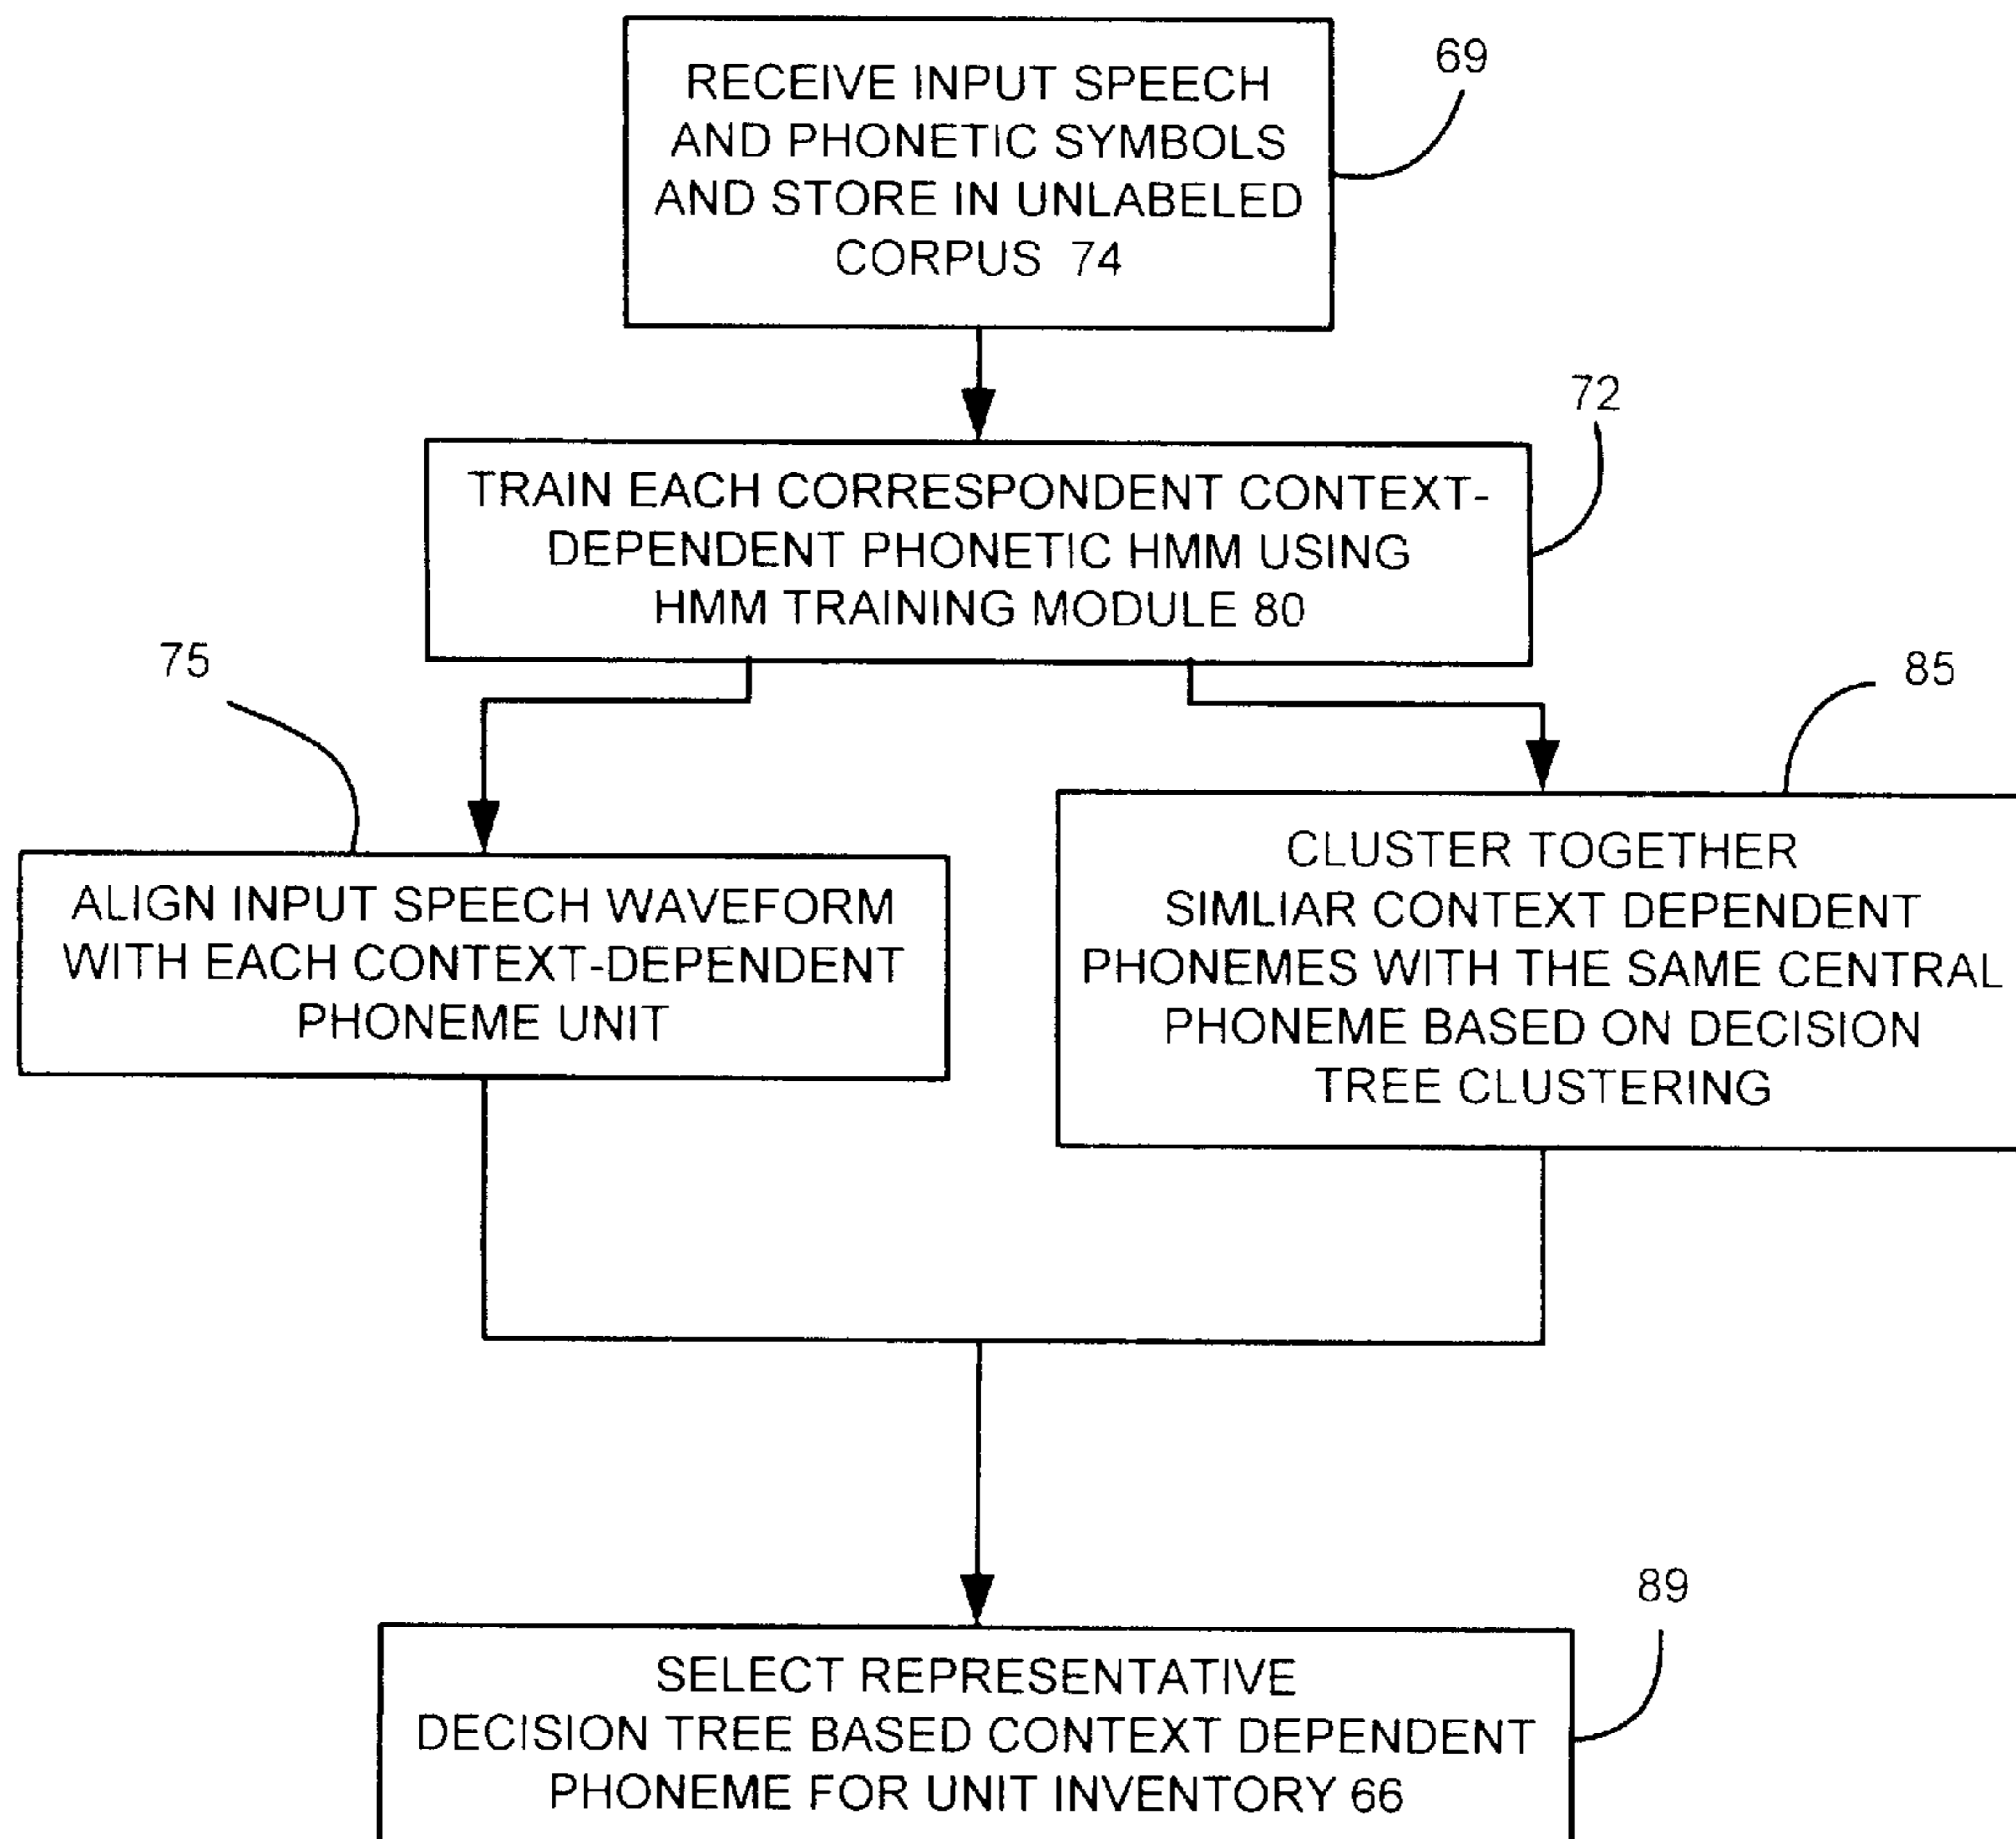 RECEIVE INPUT SPEECH
AND PHONETIC SYMBOLS
AND STORE IN UNLABELED
CORPUS 74
69
TRAIN EACH CORRESPONDENT CONTEXT-
DEPENDENT PHONETIC HMM USING
HMM TRAINING MODULE 80
72
75
ALIGN INPUT SPEECH WAVEFORM
WITH EACH CONTEXT-DEPENDENT
PHONEME UNIT
85
CLUSTER TOGETHER
SIMLIAR CONTEXT DEPENDENT
PHONEMES WITH THE SAME CENTRAL
PHONEME BASED ON DECISION
TREE CLUSTERING
89
SELECT REPRESENTATIVE
DECISION TREE BASED CONTEXT DEPENDENT
PHONEME FOR UNIT INVENTORY 66